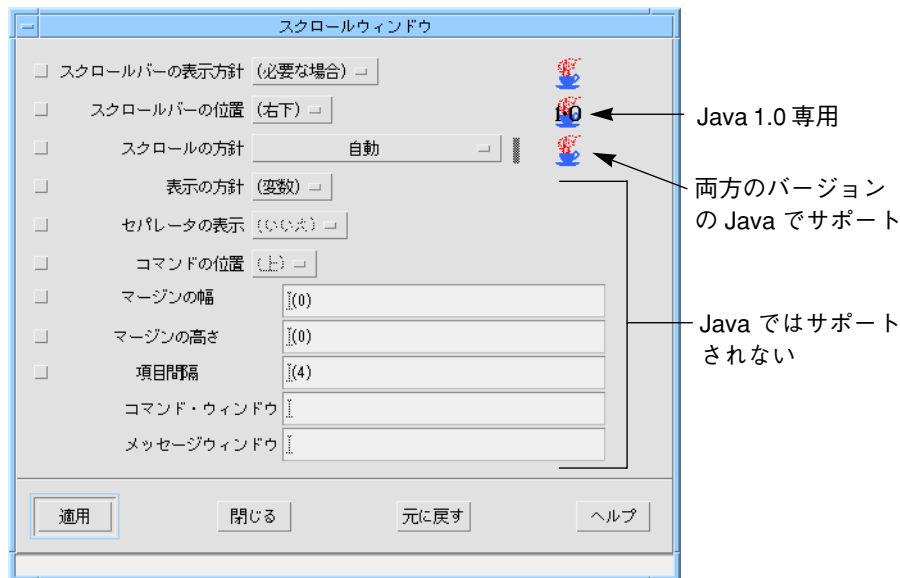 スクロールウィンドウ
スクロールバーの表示方針 (必要な場合)
スクロールバーの位置 (右下) 1.0
Java 1.0 専用
スクロールの方針 自動
表示の方針 (変数)
両方のバージョン
の Java でサポート
セパレータの表示 (いいえ)
コマンドの位置 (上)
マージンの幅 (0)
マージンの高さ (0)
Java ではサポート
されない
項目間隔 (4)
コマンド・ウィンドウ
メッセージウィンドウ
適用 閉じる 元に戻す ヘルプ